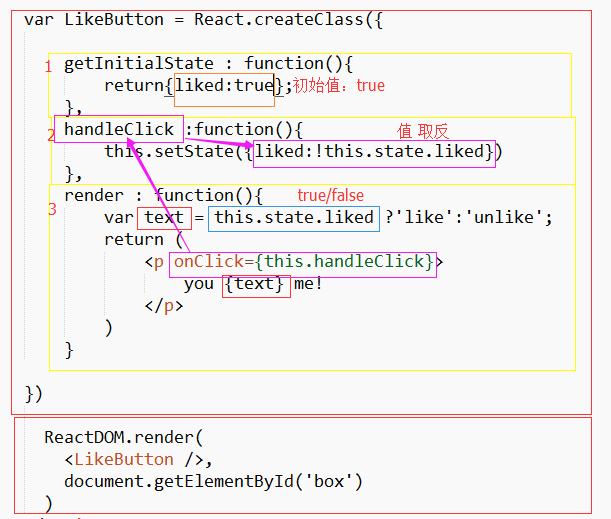 var LikeButton = React.createClass({
1 getInitialState : function(){
return{liked:true};初始值：true
},
2 handleClick :function(){ 值 取反
this.setState({liked:!this.state.liked})
},
3 render : function(){ true/false
var text = this.state.liked ?'like':'unlike';
return (
<p onClick={this.handleClick}>
you {text} me!
</p>
)
}
})
ReactDOM.render(
<LikeButton />,
document.getElementById('box')
)